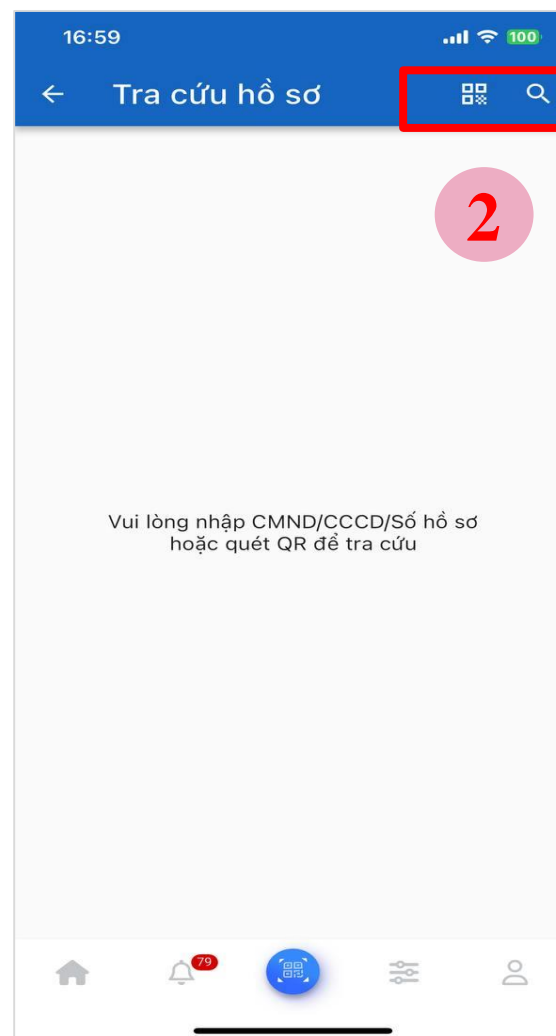 16:59
100
Tra cứu hồ sơ
2
Vui lòng nhập CMND/CCCD/Số hồ sơ
hoặc quét QR để tra cứu
79